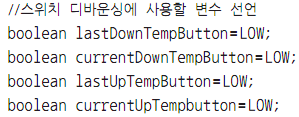 //스위치 디바운싱에 사용할 변수 선언
boolean lastDownTempButton=LOW;
boolean currentDownTempButton=LOW;
boolean lastUpTempButton=LOW;
boolean currentUpTempbutton=LOW;